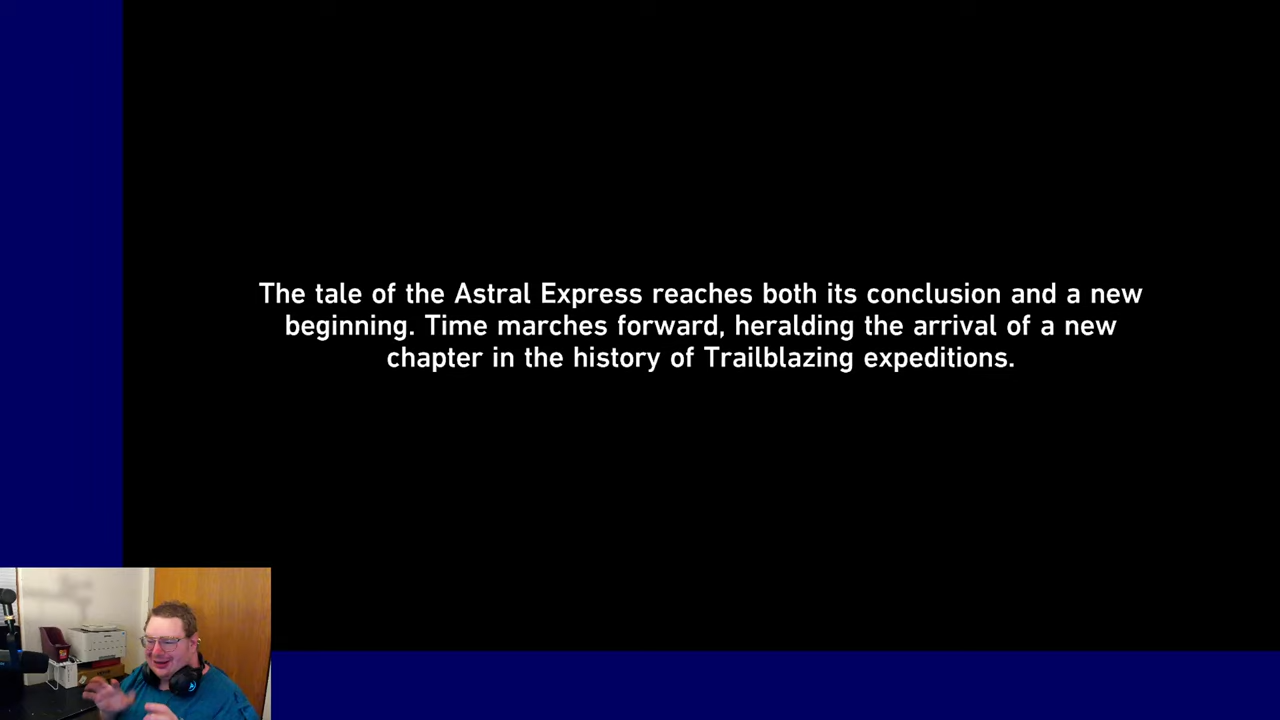 The tale of the Astral Express reaches both its conclusion and a new
beginning. Time marches forward, heralding the arrival of a new
chapter in the history of Trailblazing expeditions.